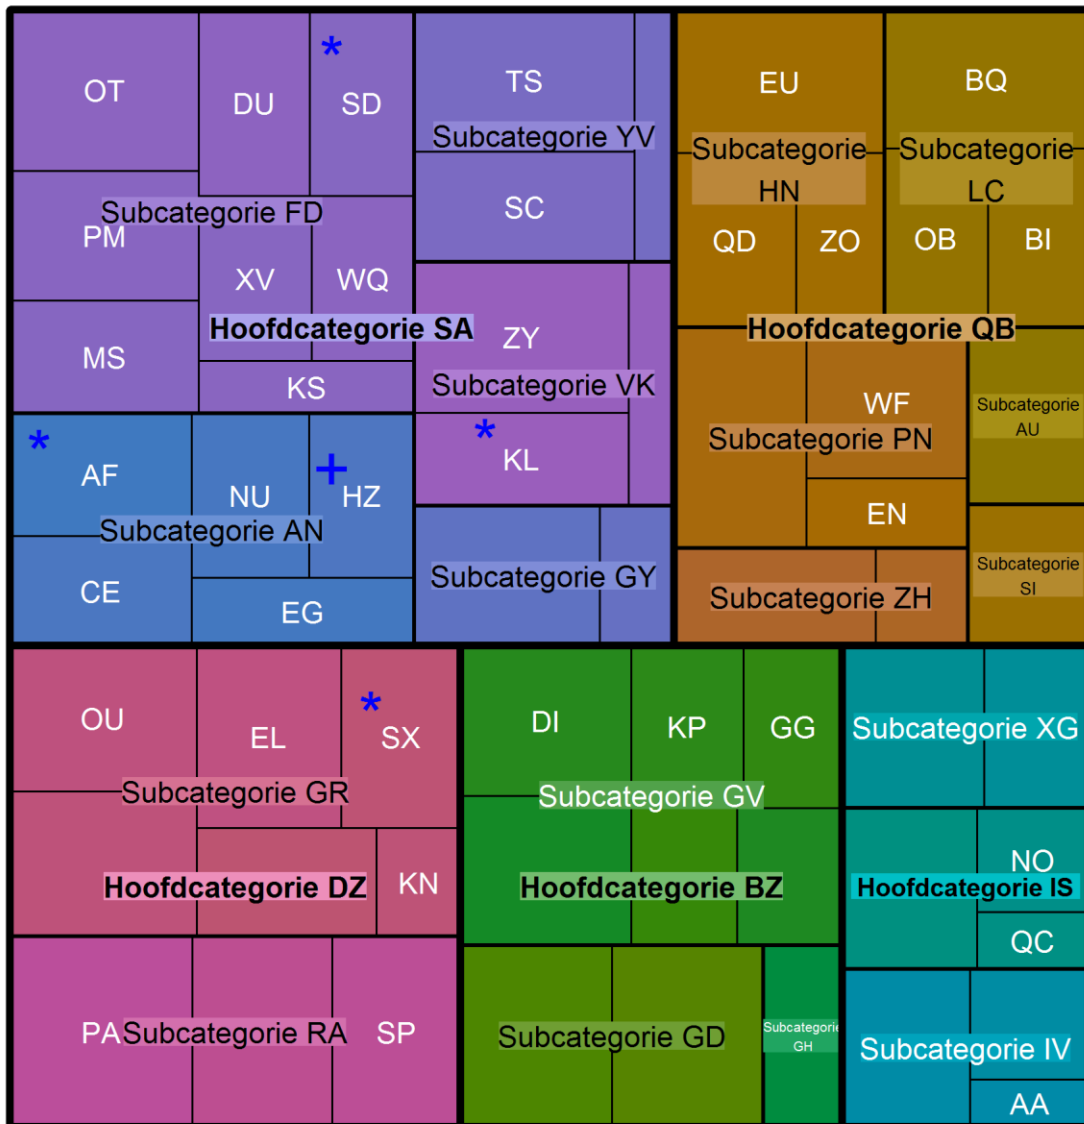 OT
DU
*
SD
Subcategorie FD
PM
XV
WQ
MS
KS
Hoofdcategorie SA
TS
Subcategorie YV
SC
ZY
Subcategorie VK
*
KL
*
AF
NU
+
HZ
Subcategorie AN
CE
EG
Subcategorie GY
EU
Subcategorie
HN
QD
ZO
BQ
Subcategorie
LC
OB
BI
Hoofdcategorie QB
WF
Subcategorie PN
EN
Subcategorie
AU
Subcategorie
SI
Subcategorie ZH
OU
EL
*
SX
Subcategorie GR
Hoofdcategorie DZ
KN
PA
Subcategorie RA
SP
DI
KP
GG
Subcategorie GV
Hoofdcategorie BZ
Subcategorie GD
Subcategorie
GH
Subcategorie XG
NO
Hoofdcategorie IS
QC
Subcategorie IV
AA